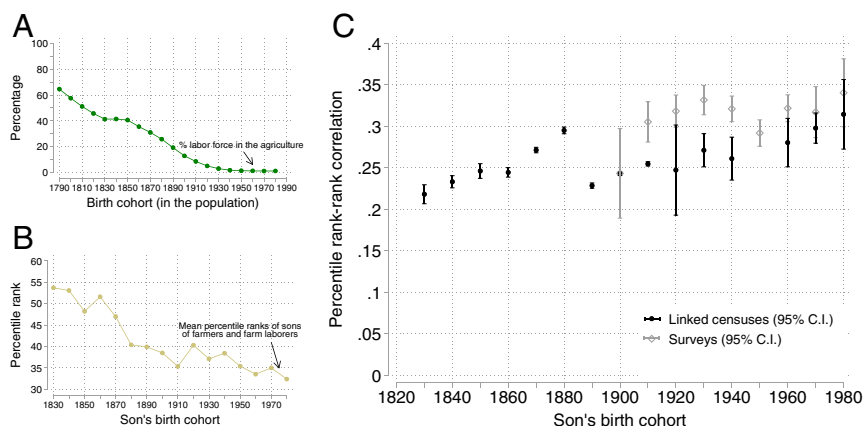 A
Percentage
100
80
60
40
20
0
% labor force in the agriculture
1790 1810 1830 1850 1870 1890 1910 1930 1950 1970 1990
Birth cohort (in the population)
B
Percentile rank
60
55
50
45
40
35
30
Mean percentile ranks of sons
of farmers and farm laborers
1830 1850 1870 1890 1910 1930 1950 1970
Son's birth cohort
C
Percentile rank-rank correlation
.4
.35
.3
.25
.2
.15
.1
.05
0
Linked censuses (95% C.I.)
Surveys (95% C.I.)
1820 1840 1860 1880 1900 1920 1940 1960 1980
Son's birth cohort